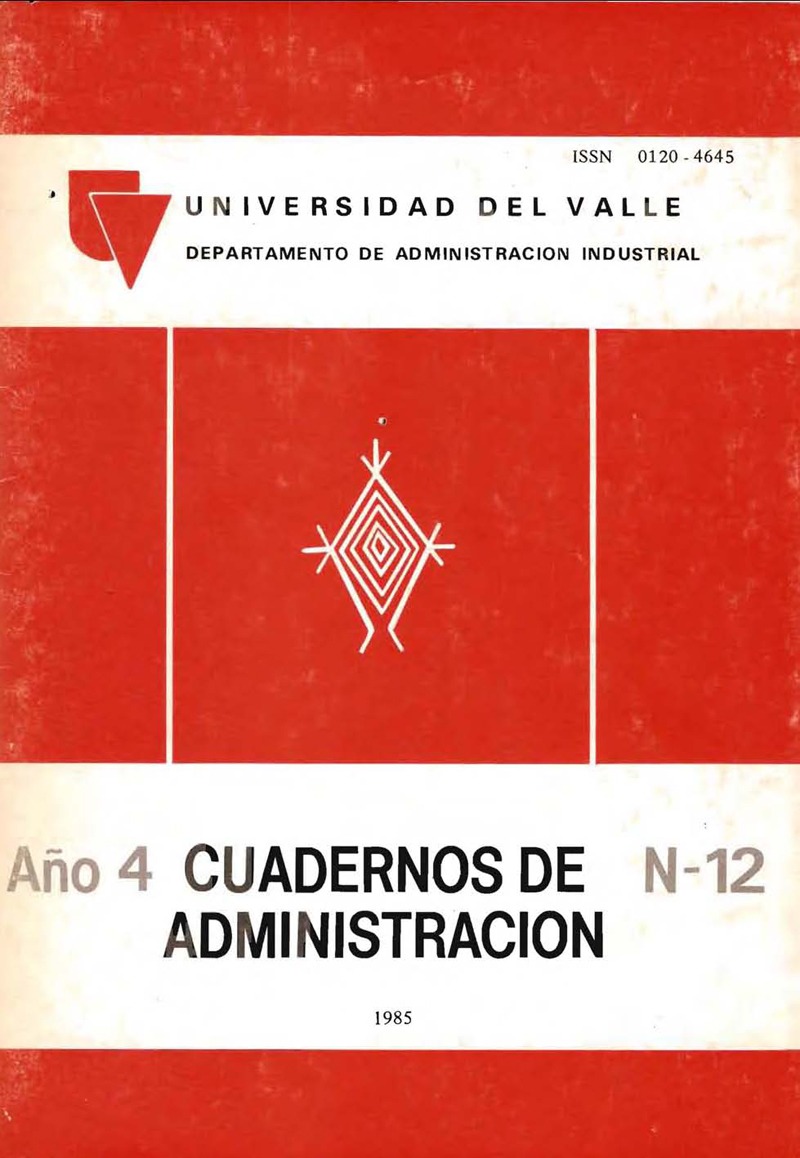 ISSN 0120 - 4645
UNIVERSIDAD DEL VALLE
DEPARTAMENTO DE ADMINISTRACION INDUSTRIAL
Año 4 CUADERNOS DE N-12
ADMINISTRACION
1985